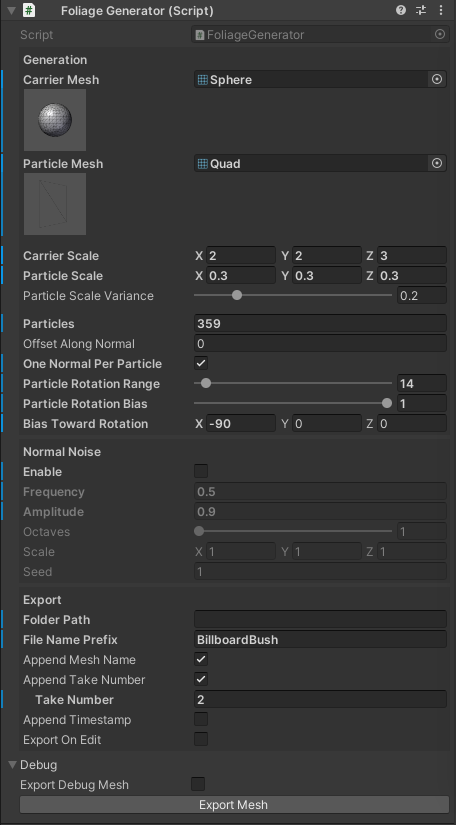 Foliage Generator (Script)
Script FoliageGenerator
Generation
Carrier Mesh Sphere
Particle Mesh Quad
Carrier Scale X 2 Y 2 Z 3
Particle Scale X 0.3 Y 0.3 Z 0.3
Particle Scale Variance 0.2
Particles 359
Offset Along Normal 0
One Normal Per Particle
Particle Rotation Range 14
Particle Rotation Bias 1
Bias Toward Rotation X -90 Y 0 Z 0
Normal Noise
Enable
Frequency 0.5
Amplitude 0.9
Octaves 1
Scale X 1 Y 1 Z 1
Seed 1
Export
Folder Path
File Name Prefix BillboardBush
Append Mesh Name
Append Take Number
Take Number 2
Append Timestamp
Export On Edit
Debug
Export Debug Mesh
Export Mesh